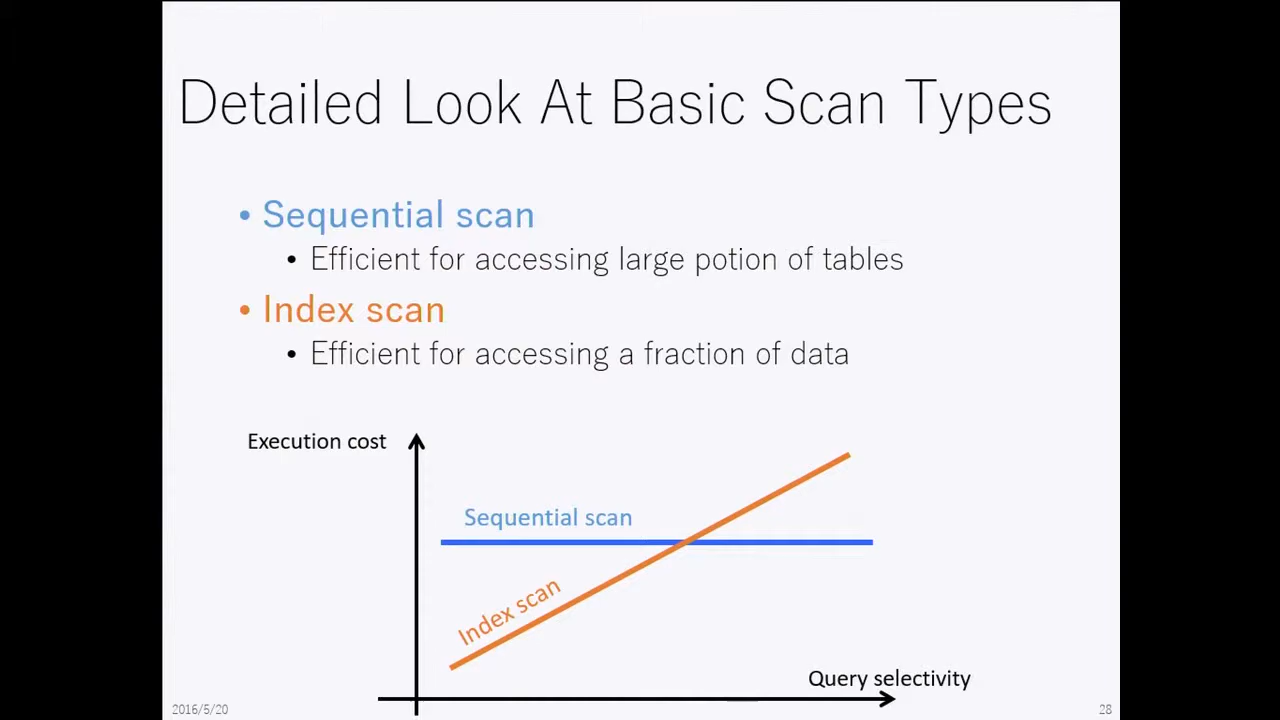 Detailed Look At Basic Scan Types
• Sequential scan
• Efficient for accessing large potion of tables
• Index scan
• Efficient for accessing a fraction of data
Execution cost
Sequential scan
Index scan
Query selectivity
2016/5/20
28